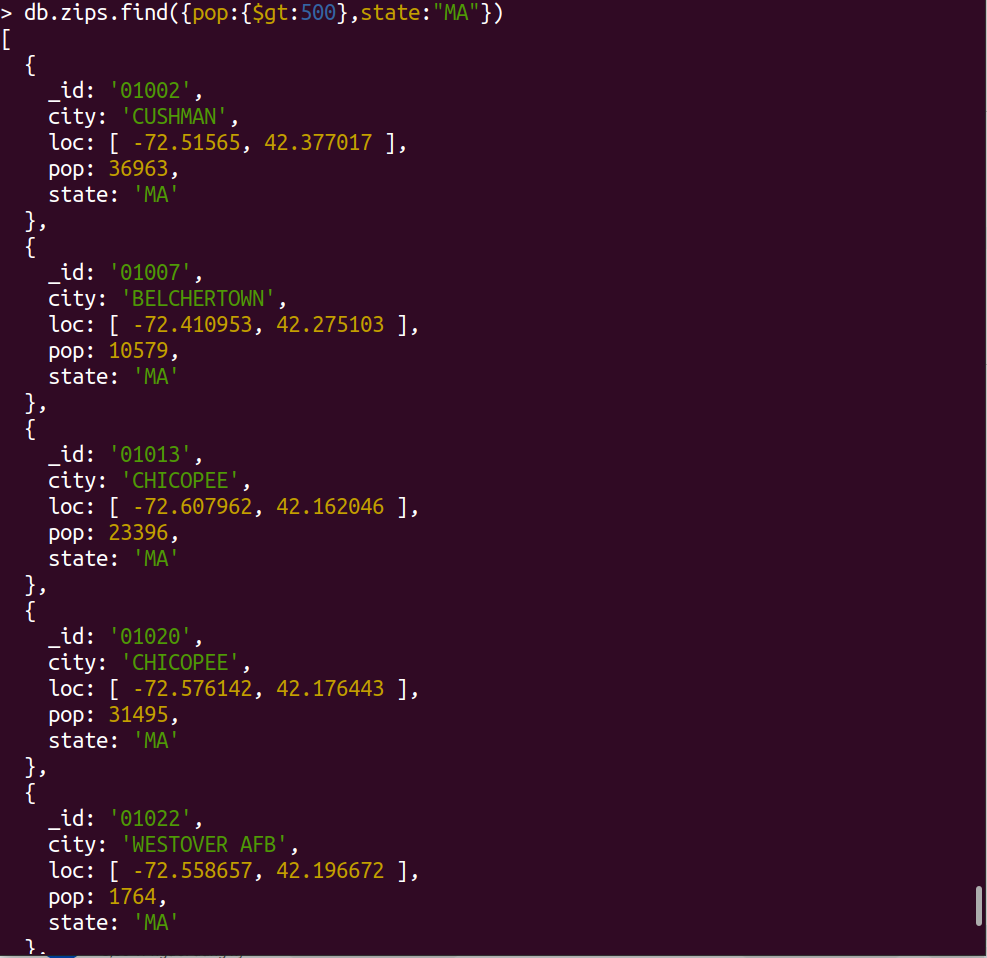 > db.zips.find({pop:{$gt:500},state:"MA"})
[
  {
    _id: '01002',
    city: 'CUSHMAN',
    loc: [ -72.51565, 42.377017 ],
    pop: 36963,
    state: 'MA'
  },
  {
    _id: '01007',
    city: 'BELCHERTOWN',
    loc: [ -72.410953, 42.275103 ],
    pop: 10579,
    state: 'MA'
  },
  {
    _id: '01013',
    city: 'CHICOPEE',
    loc: [ -72.607962, 42.162046 ],
    pop: 23396,
    state: 'MA'
  },
  {
    _id: '01020',
    city: 'CHICOPEE',
    loc: [ -72.576142, 42.176443 ],
    pop: 31495,
    state: 'MA'
  },
  {
    _id: '01022',
    city: 'WESTOVER AFB',
    loc: [ -72.558657, 42.196672 ],
    pop: 1764,
    state: 'MA'
  },